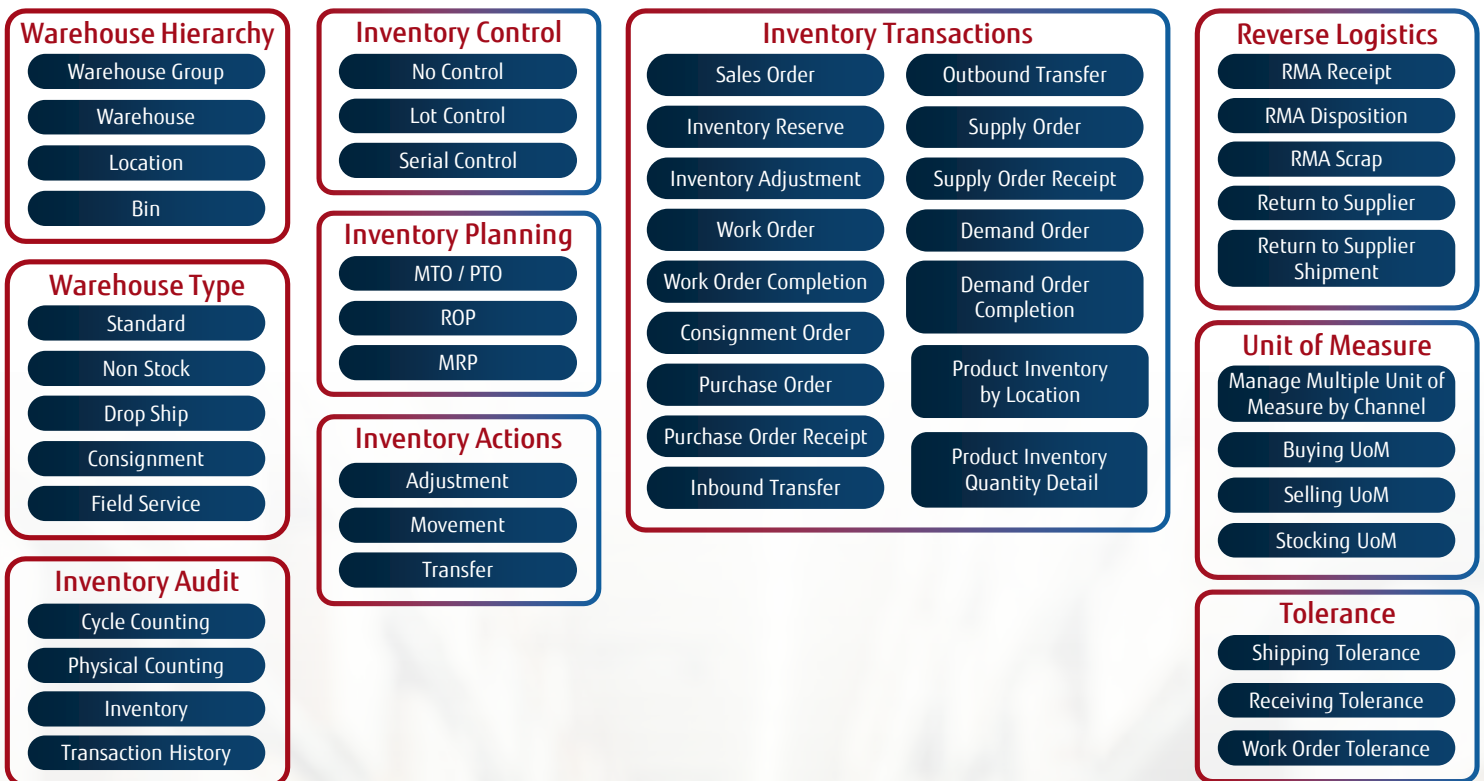 Warehouse Hierarchy
Warehouse Group
Warehouse
Location
Bin
Warehouse Type
Standard
Non Stock
Drop Ship
Consignment
Field Service
Inventory Audit
Cycle Counting
Physical Counting
Inventory
Transaction History
Inventory Control
No Control
Lot Control
Serial Control
Inventory Planning
MTO / PTO
ROP
MRP
Inventory Actions
Adjustment
Movement
Transfer
Inventory Transactions
Sales Order
Inventory Reserve
Inventory Adjustment
Work Order
Work Order Completion
Consignment Order
Purchase Order
Purchase Order Receipt
Inbound Transfer
Outbound Transfer
Supply Order
Supply Order Receipt
Demand Order
Demand Order
Completion
Product Inventory
by Location
Product Inventory
Quantity Detail
Reverse Logistics
RMA Receipt
RMA Disposition
RMA Scrap
Return to Supplier
Return to Supplier
Shipment
Unit of Measure
Manage Multiple Unit of
Measure by Channel
Buying UoM
Selling UoM
Stocking UoM
Tolerance
Shipping Tolerance
Receiving Tolerance
Work Order Tolerance